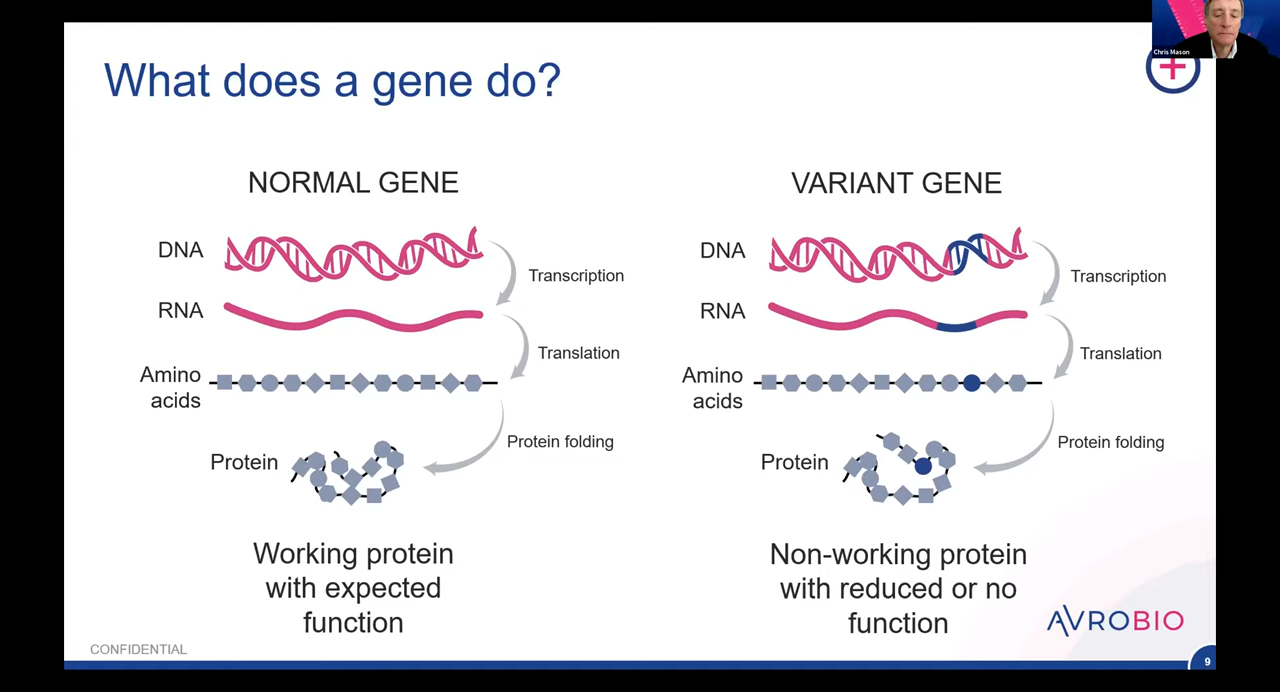 Chris Mason
What does a gene do?
NORMAL GENE
DNA
Transcription
RNA
Translation
Amino
acids
Protein folding
Protein
Working protein
with expected
function
VARIANT GENE
DNA
Transcription
RNA
Translation
Amino
acids
Protein folding
Protein
Non-working protein
with reduced or no
function
AVROBIO
CONFIDENTIAL
9